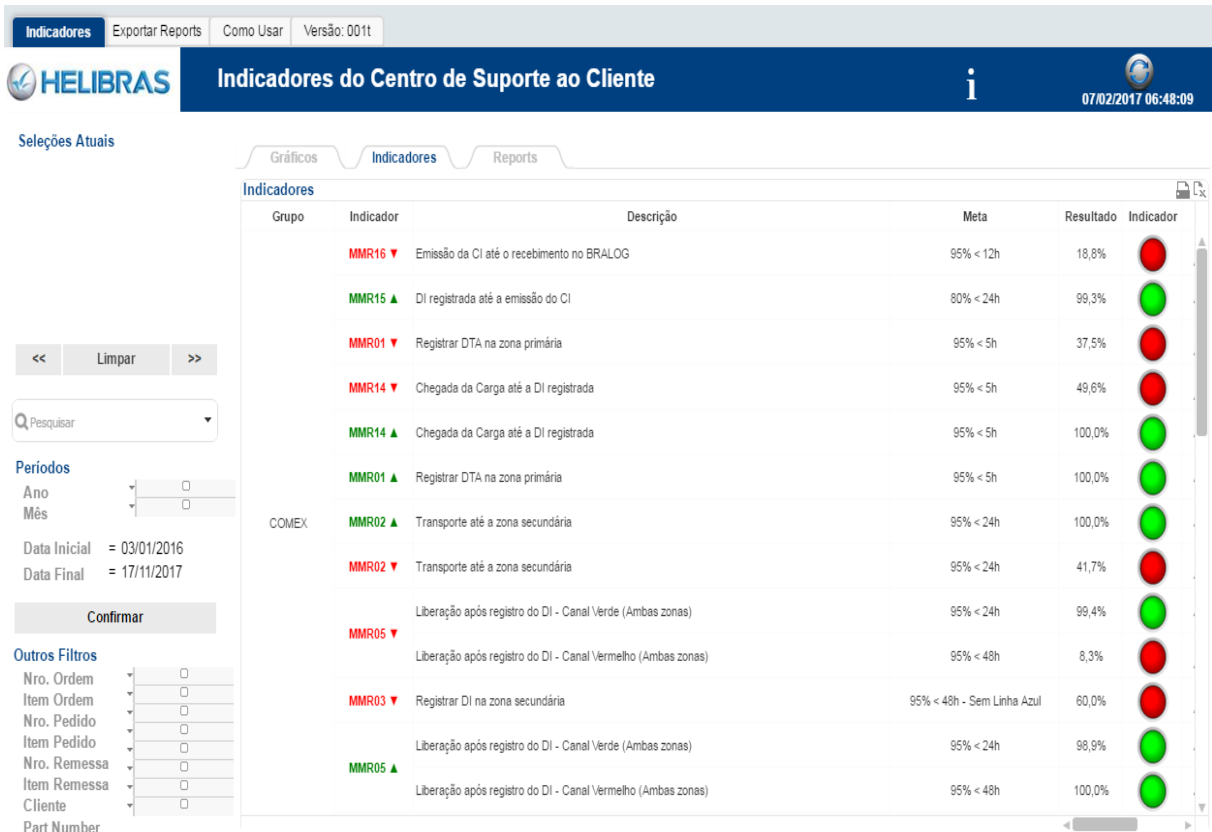 Indicadores Exportar Reports Como Usar Versão: 001t
HELIBRAS Indicadores do Centro de Suporte ao Cliente i 07/02/2017 06:48:09
Seleções Atuais
Gráficos Indicadores Reports
Indicadores
Grupo Indicador Descrição Meta Resultado Indicador
MMR16 ▼ Emissão da CI até o recebimento no BRALOG 95% < 12h 18,8%
MMR15 ▲ DI registrada até a emissão do CI 80% < 24h 99,3%
MMR01 ▼ Registrar DTA na zona primária 95% < 5h 37,5%
MMR14 ▼ Chegada da Carga até a DI registrada 95% < 5h 49,6%
MMR14 ▲ Chegada da Carga até a DI registrada 95% < 5h 100,0%
MMR01 ▲ Registrar DTA na zona primária 95% < 5h 100,0%
COMEX MMR02 ▲ Transporte até a zona secundária 95% < 24h 100,0%
MMR02 ▼ Transporte até a zona secundária 95% < 24h 41,7%
MMR05 ▼ Liberação após registro do DI - Canal Verde (Ambas zonas) 95% < 24h 99,4%
Liberação após registro do DI - Canal Vermelho (Ambas zonas) 95% < 48h 8,3%
MMR03 ▼ Registrar DI na zona secundária 95% < 48h - Sem Linha Azul 60,0%
MMR05 ▲ Liberação após registro do DI - Canal Verde (Ambas zonas) 95% < 24h 98,9%
Liberação após registro do DI - Canal Vermelho (Ambas zonas) 95% < 48h 100,0%
<< Limpar >>
Pesquisar
Períodos
Ano
Mês
Data Inicial = 03/01/2016
Data Final = 17/11/2017
Confirmar
Outros Filtros
Nro. Ordem
Item Ordem
Nro. Pedido
Item Pedido
Nro. Remessa
Item Remessa
Cliente
Part Number